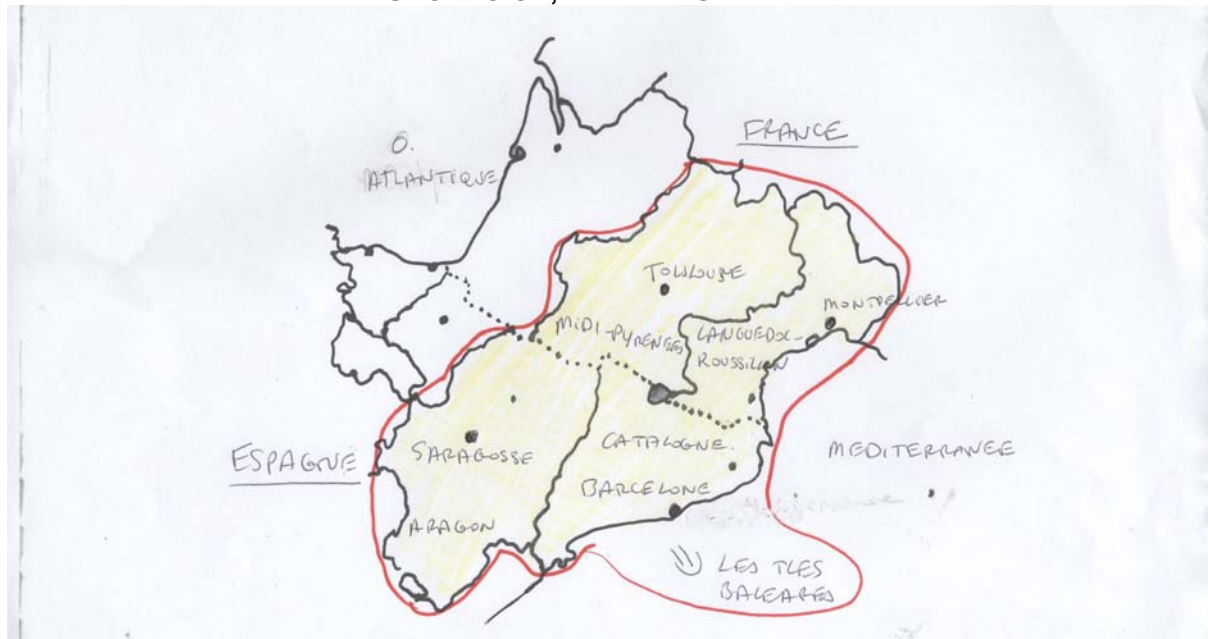 FRANCE
O.
ATLANTIQUE
TOULOUSE
MONTPELLIER
MIDI-PYRENEES
LANGUEDOC-
ROUSSILLON
CATALOGNE.
MEDITERRANEE
SARAGOSSE
ESPAGNE
BARCELONE
ARAGON
LES ILES
BALEARES